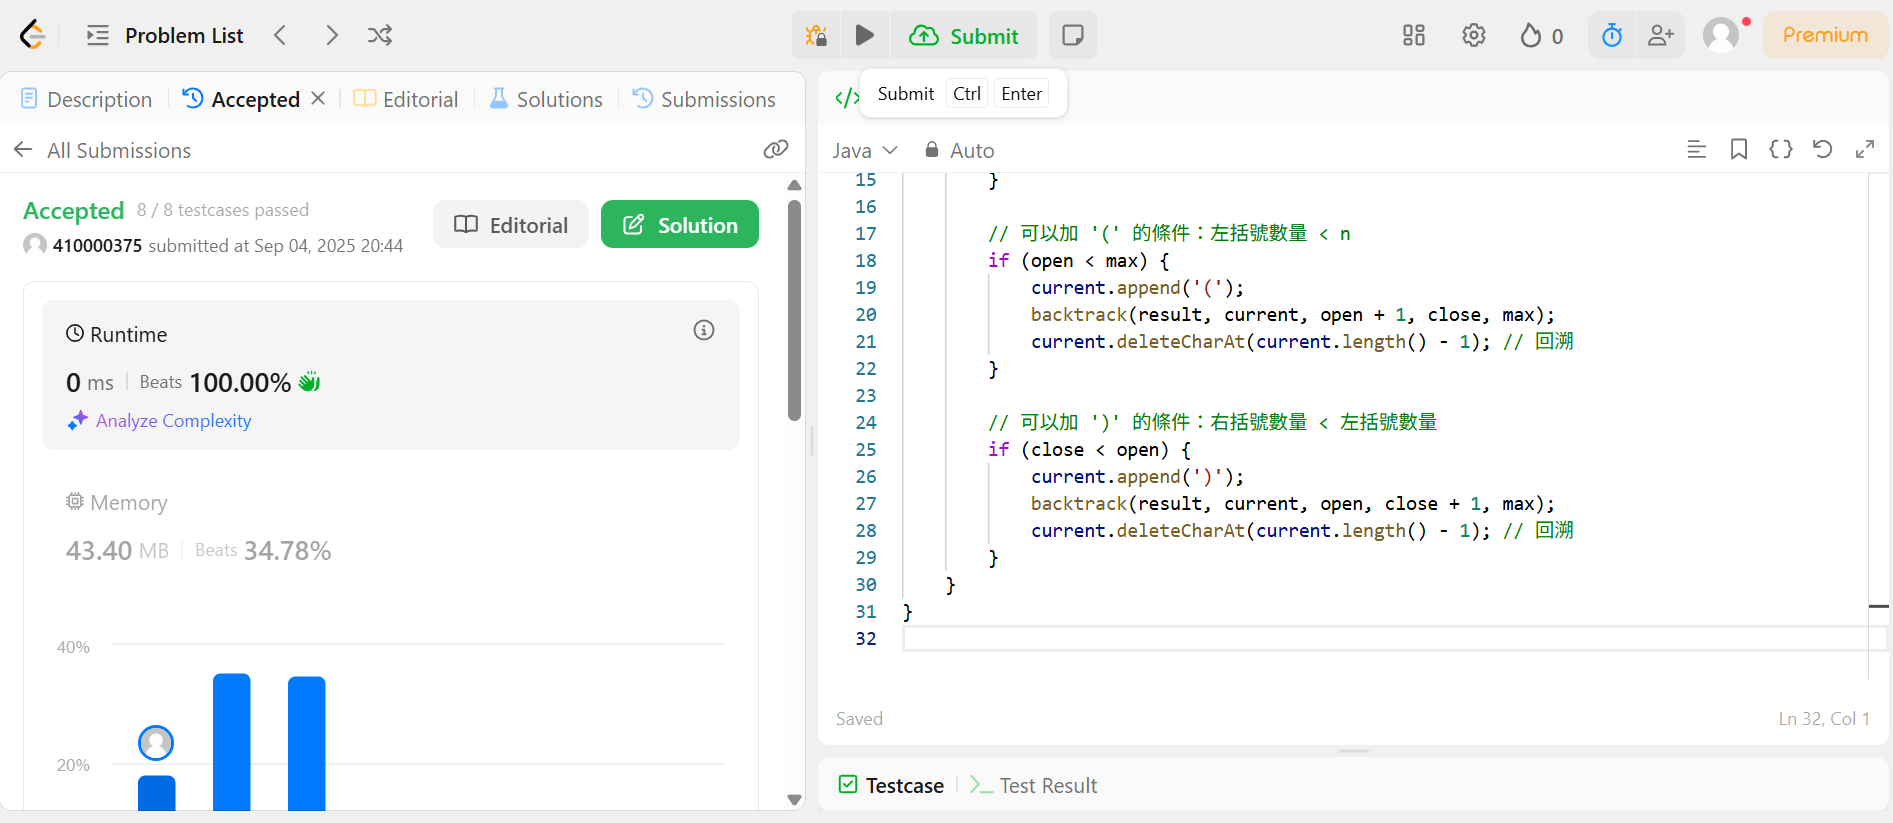 Problem List
Submit
0
Premium
Description
Accepted
Editorial
Solutions
Submissions
</>
Submit Ctrl Enter
All Submissions
Java
Auto
Accepted 8 / 8 testcases passed
410000375 submitted at Sep 04, 2025 20:44
Editorial
Solution
Runtime
0 ms
Beats 100.00%
Analyze Complexity
Memory
43.40 MB
Beats 34.78%
40%
20%
15 }
16
17 // 可以加 '(' 的條件：左括號數量 < n
18 if (open < max) {
19 current.append('(');
20 backtrack(result, current, open + 1, close, max);
21 current.deleteCharAt(current.length() - 1); // 回溯
22 }
23
24 // 可以加 ')' 的條件：右括號數量 < 左括號數量
25 if (close < open) {
26 current.append(')');
27 backtrack(result, current, open, close + 1, max);
28 current.deleteCharAt(current.length() - 1); // 回溯
29 }
30 }
31 }
32
Saved
Ln 32, Col 1
Testcase
Test Result